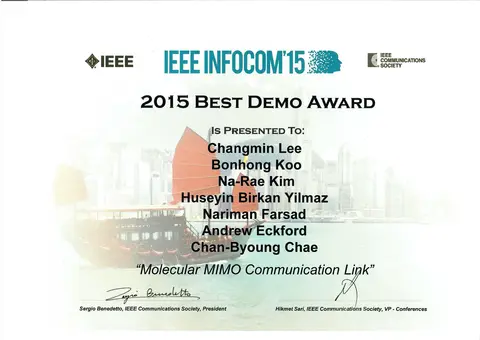 IEEE
IEEE INFOCOM'15
IEEE
COMMUNICATIONS
SOCIETY
2015 BEST DEMO AWARD
IS PRESENTED TO:
Changmin Lee
Bonhong Koo
Na-Rae Kim
Huseyin Birkan Yilmaz
Nariman Farsad
Andrew Eckford
Chan-Byoung Chae
“Molecular MIMO Communication Link”
Sergio Benedetto
Sergio Benedetto, IEEE Communications Society, President
Hikmet Sari, IEEE Communications Society, VP - Conferences